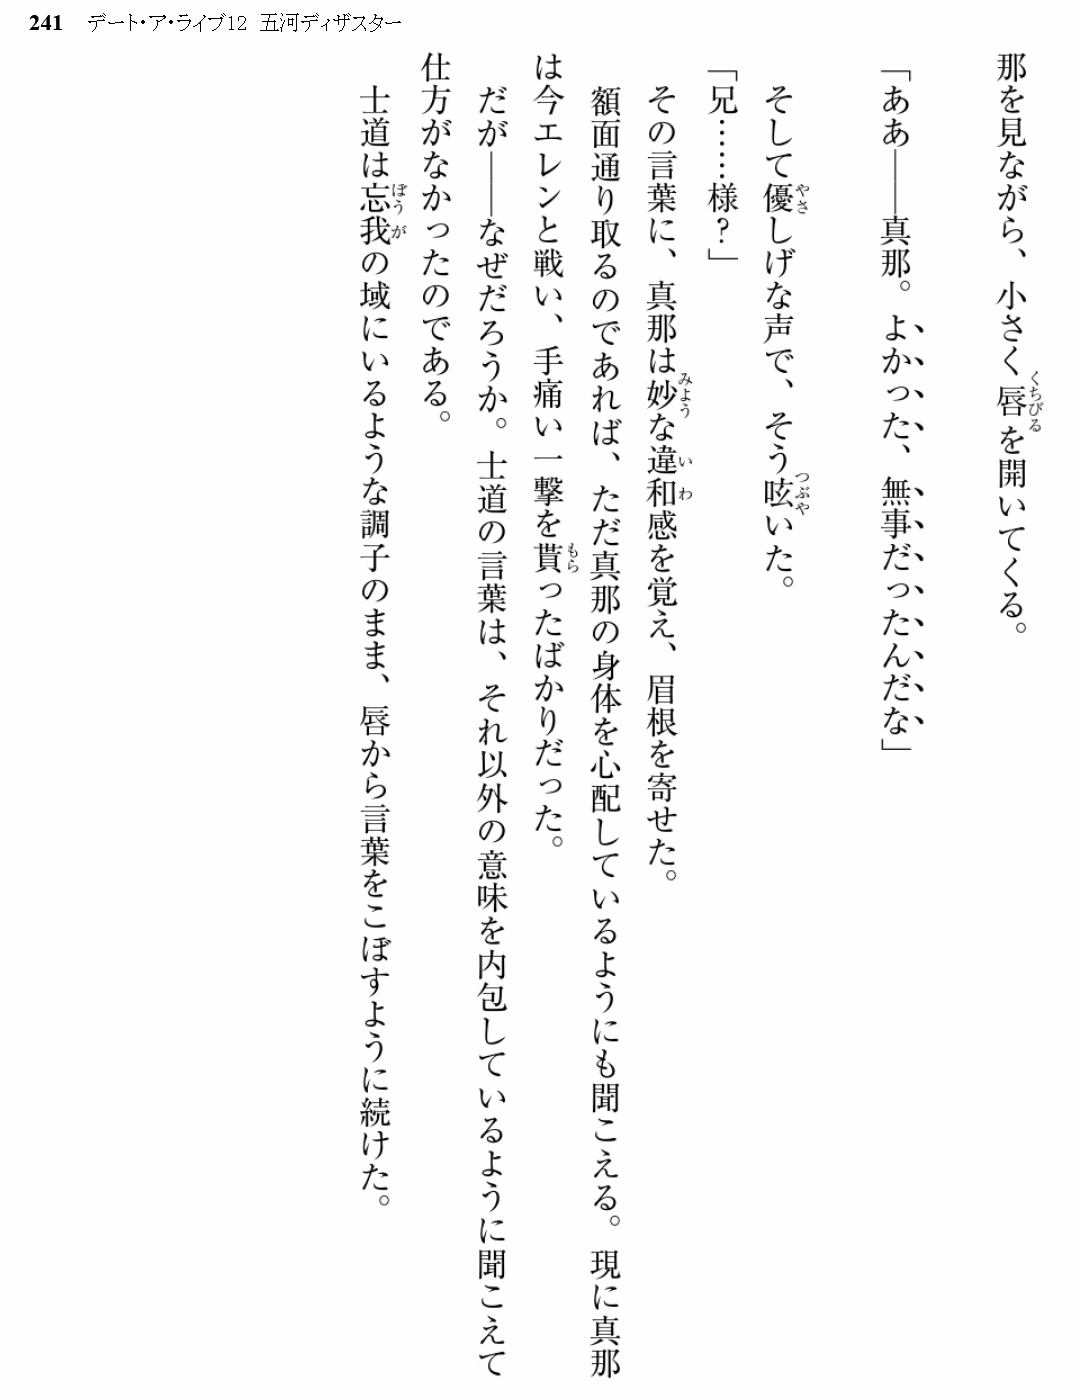 241 デート・ア・ライブ12 五河ディザスター
那を見ながら、小さく唇を開いてくる。
「ああ――真那。よかった、無事だったんだな」
そして優しげな声で、そう呟いた。
「兄……様？」
その言葉に、真那は妙な違和感を覚え、眉根を寄せた。
額面通り取るのであれば、ただ真那の身体を心配しているようにも聞こえる。現に真那
は今エレンと戦い、手痛い一撃を貰ったばかりだった。
だが――なぜだろうか。士道の言葉は、それ以外の意味を内包しているように聞こえて
仕方がなかったのである。
士道は忘我の域にいるような調子のまま、唇から言葉をこぼすように続けた。